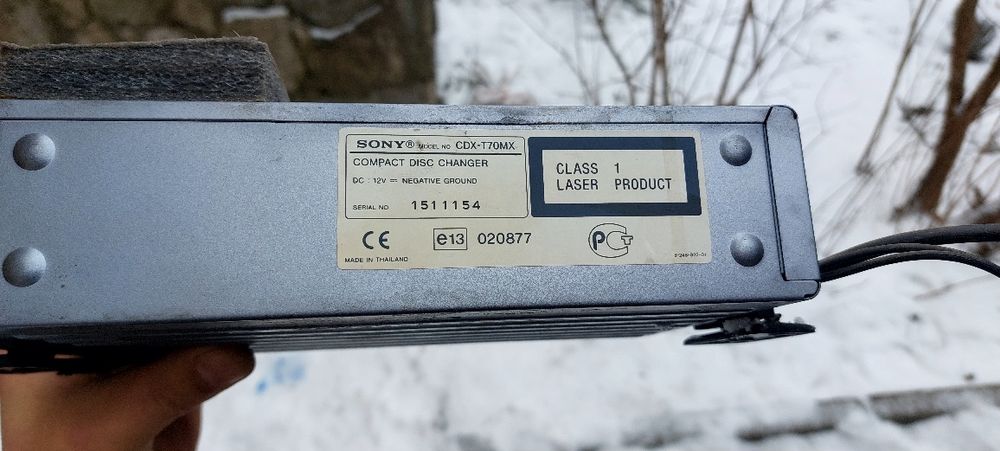 SONY® MODEL NO CDX-T70MX
COMPACT DISC CHANGER
DC : 12V ⎓ NEGATIVE GROUND
SERIAL NO 1511154
CLASS 1
LASER PRODUCT
CE e13 020877 PCT
MADE IN THAILAND